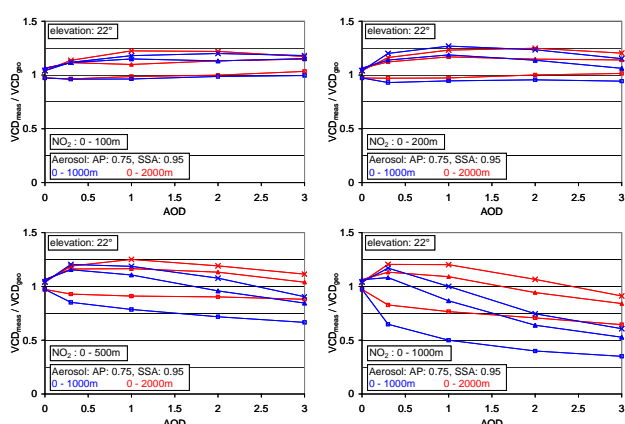 1.5
elevation: 22°
1
0.5
NO2 : 0 - 100m
Aerosol: AP: 0.75, SSA: 0.95
0 - 1000m 0 - 2000m
0
0 0.5 1 1.5 2 2.5 3
AOD
VCDmeas / VCDgeo
1.5
elevation: 22°
1
0.5
NO2 : 0 - 200m
Aerosol: AP: 0.75, SSA: 0.95
0 - 1000m 0 - 2000m
0
0 0.5 1 1.5 2 2.5 3
AOD
VCDmeas / VCDgeo
1.5
elevation: 22°
1
0.5
NO2 : 0 - 500m
Aerosol: AP: 0.75, SSA: 0.95
0 - 1000m 0 - 2000m
0
0 0.5 1 1.5 2 2.5 3
AOD
VCDmeas / VCDgeo
1.5
elevation: 22°
1
0.5
NO2 : 0 - 1000m
Aerosol: AP: 0.75, SSA: 0.95
0 - 1000m 0 - 2000m
0
0 0.5 1 1.5 2 2.5 3
AOD
VCDmeas / VCDgeo